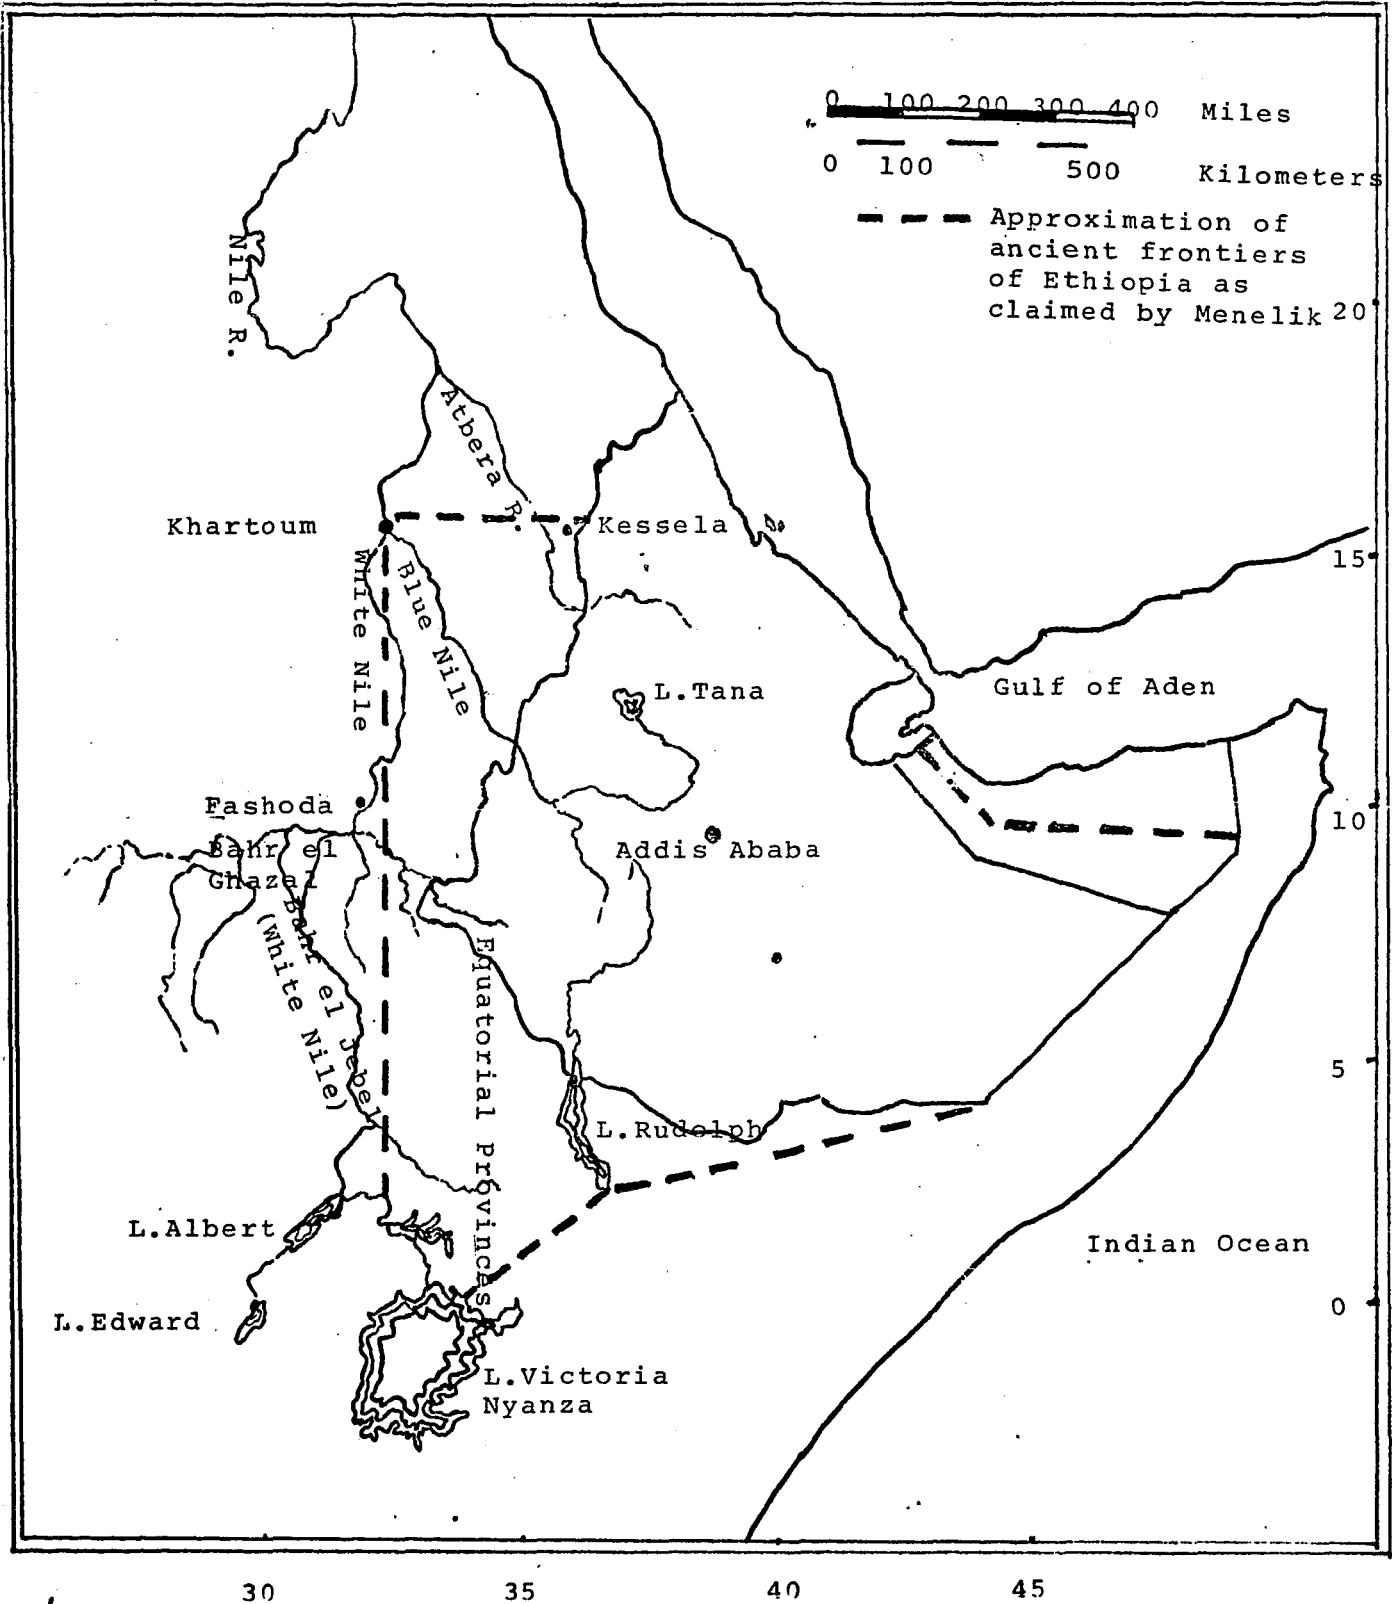 0 100 200 300 400 Miles
0 100 500 Kilometers
Approximation of
ancient frontiers
of Ethiopia as
claimed by Menelik
20
Nile R.
Atbera R.
Khartoum
Kessela
15
White Nile
Blue Nile
L.Tana
Gulf of Aden
Fashoda
10
Bahr el
Ghazal
Addis Ababa
Bahr el Jebel
(White Nile)
Equatorial Provinces
5
L.Rudolph
L.Albert
Indian Ocean
L.Edward
0
L.Victoria
Nyanza
30 35 40 45